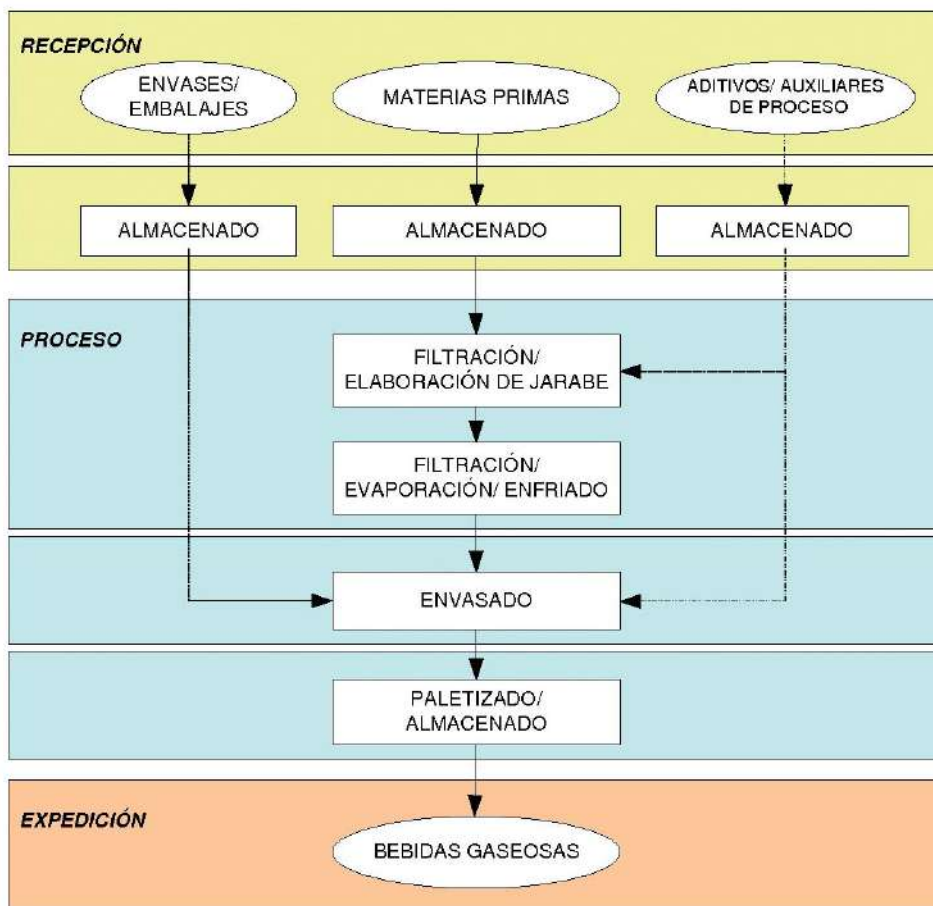 RECEPCIÓN
ENVASES/
EMBALAJES
MATERIAS PRIMAS
ADITIVOS/ AUXILIARES
DE PROCESO
ALMACENADO
ALMACENADO
ALMACENADO
PROCESO
FILTRACIÓN/
ELABORACIÓN DE JARABE
FILTRACIÓN/
EVAPORACIÓN/ ENFRIADO
ENVASADO
PALETIZADO/
ALMACENADO
EXPEDICIÓN
BEBIDAS GASEOSAS